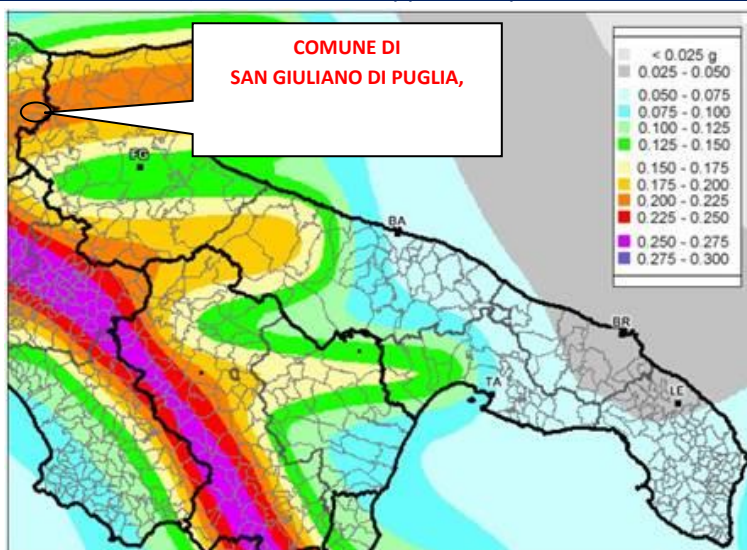 COMUNE DI
SAN GIULIANO DI PUGLIA,
< 0.025 g
0.025 - 0.050
0.050 - 0.075
0.075 - 0.100
0.100 - 0.125
0.125 - 0.150
0.150 - 0.175
0.175 - 0.200
0.200 - 0.225
0.225 - 0.250
0.250 - 0.275
0.275 - 0.300
FG
BA
BR
TA
LE